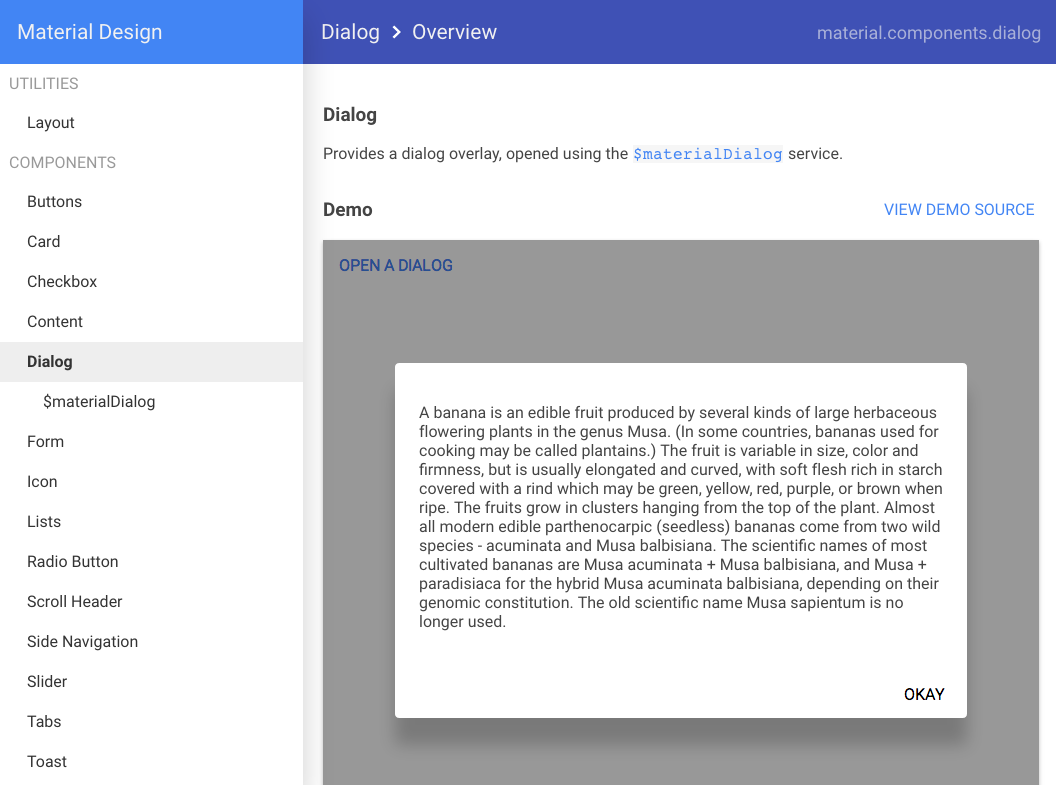 Material Design
Dialog > Overview
material.components.dialog
UTILITIES
Layout
COMPONENTS
Buttons
Card
Checkbox
Content
Dialog
$materialDialog
Form
Icon
Lists
Radio Button
Scroll Header
Side Navigation
Slider
Tabs
Toast
Dialog
Provides a dialog overlay, opened using the $materialDialog service.
Demo
VIEW DEMO SOURCE
OPEN A DIALOG
A banana is an edible fruit produced by several kinds of large herbaceous
flowering plants in the genus Musa. (In some countries, bananas used for
cooking may be called plantains.) The fruit is variable in size, color and
firmness, but is usually elongated and curved, with soft flesh rich in starch
covered with a rind which may be green, yellow, red, purple, or brown when
ripe. The fruits grow in clusters hanging from the top of the plant. Almost
all modern edible parthenocarpic (seedless) bananas come from two wild
species - acuminata and Musa balbisiana. The scientific names of most
cultivated bananas are Musa acuminata + Musa balbisiana, and Musa +
paradisiaca for the hybrid Musa acuminata balbisiana, depending on their
genomic constitution. The old scientific name Musa sapientum is no
longer used.
OKAY